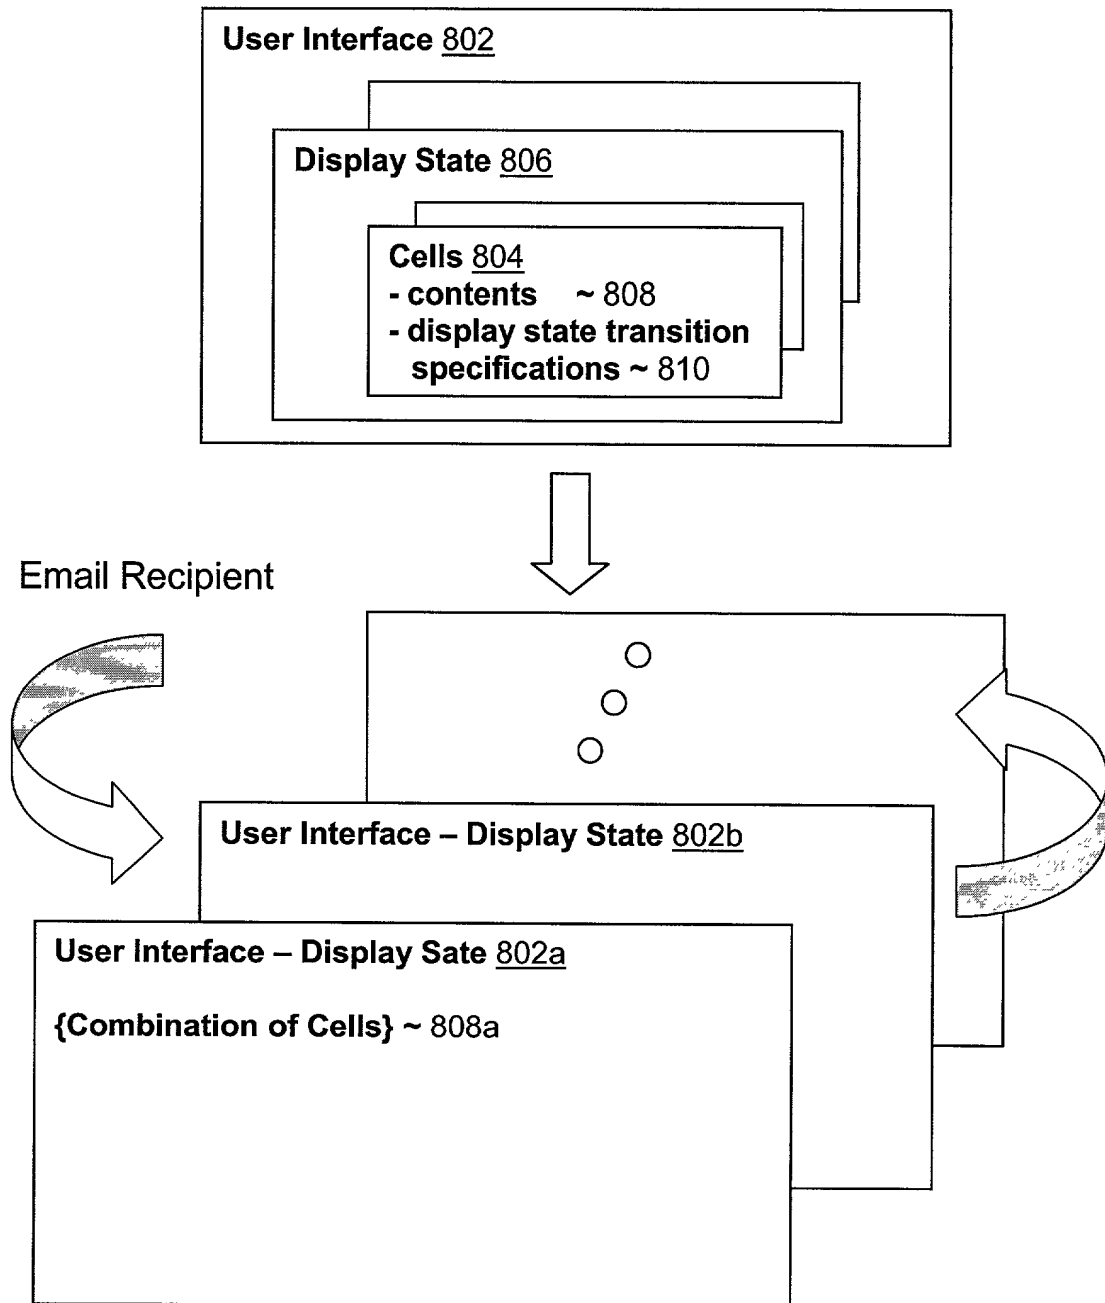 User Interface 802
Display State 806
Cells 804
- contents ~ 808
- display state transition
specifications ~ 810
Email Recipient
User Interface – Display State 802b
User Interface – Display Sate 802a
{Combination of Cells} ~ 808a